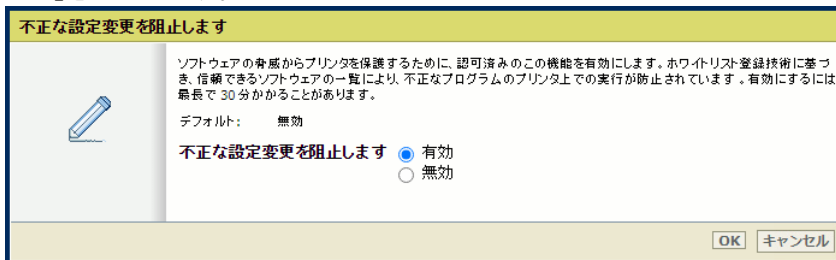 不正な設定変更を阻止します
ソフトウェアの脅威からプリンタを保護するために、認可済みのこの機能を有効にします。ホワイトリスト登録技術に基づ
き、信頼できるソフトウェアの一覧により、不正なプログラムのプリンタ上での実行が防止されています。有効にするには
最長で 30 分かかることがあります。
デフォルト: 無効
不正な設定変更を阻止します 有効
無効
OK キャンセル